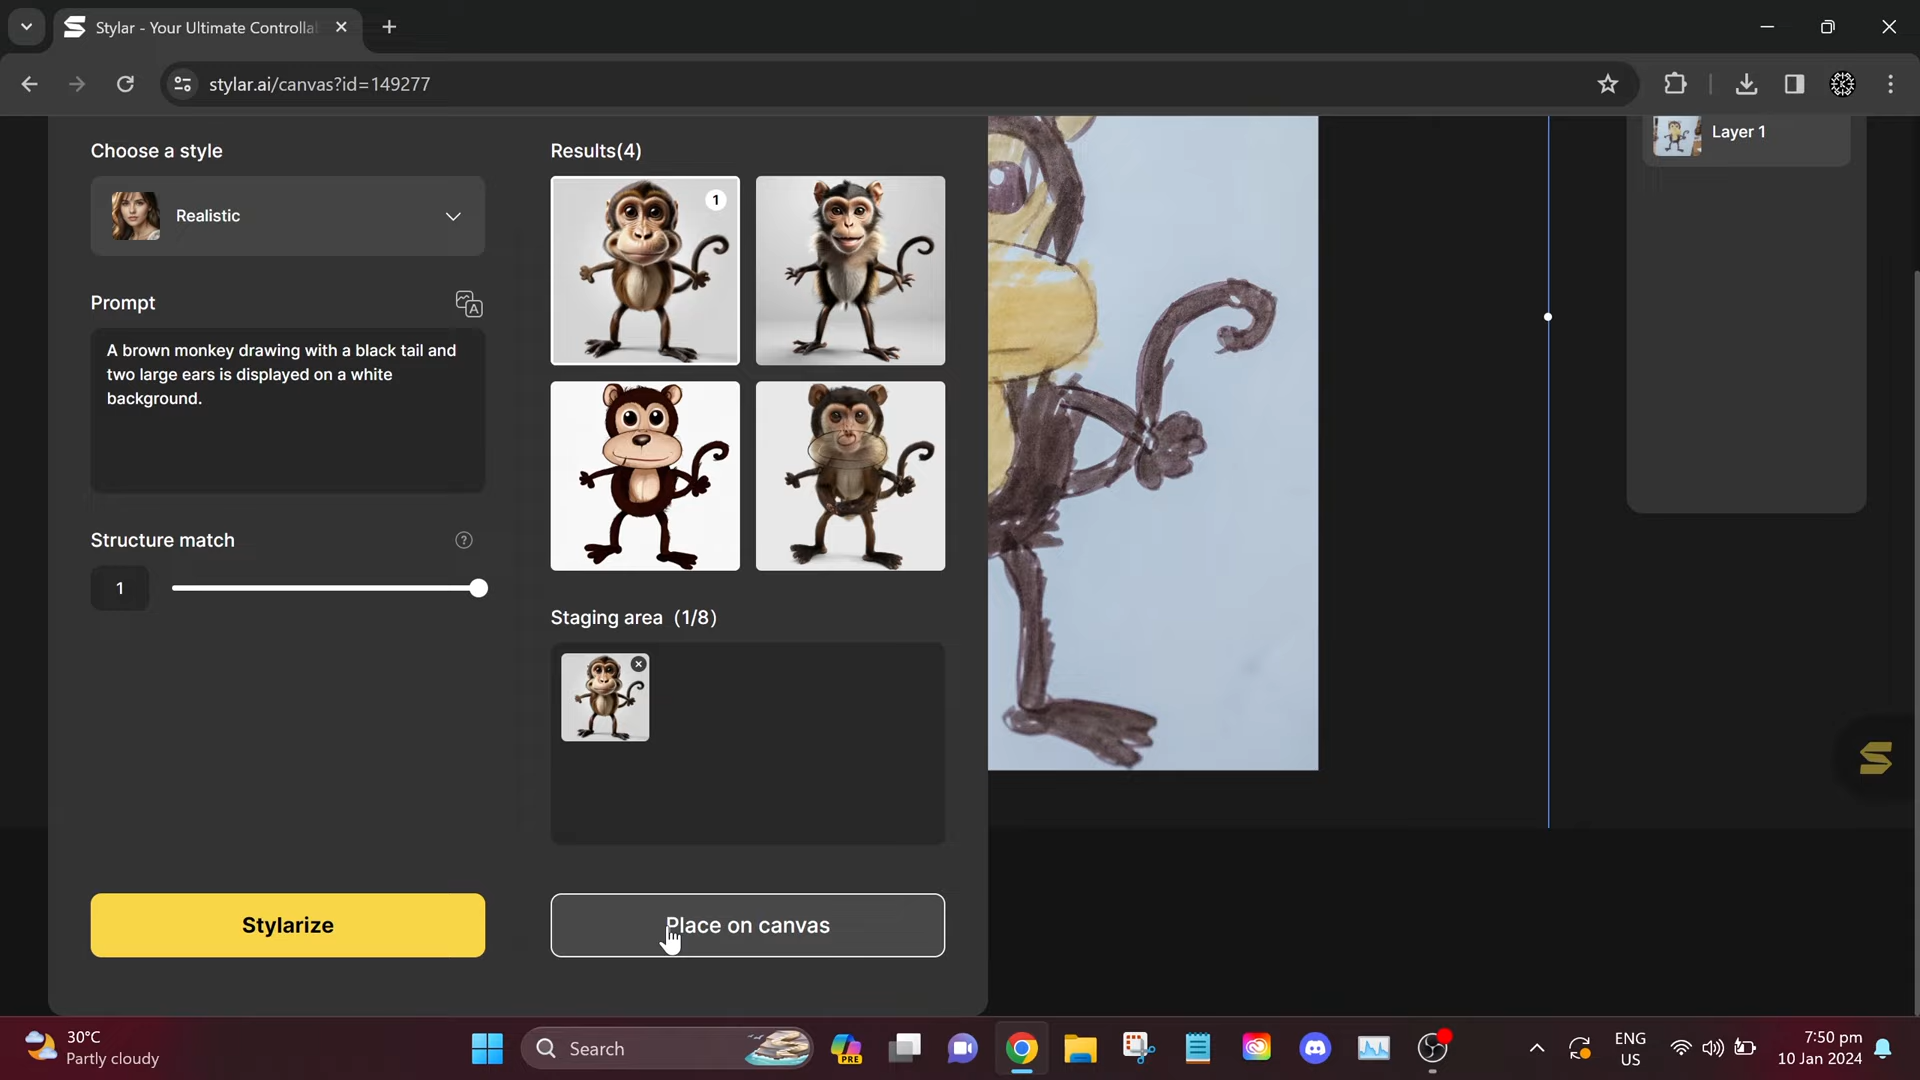 Stylar - Your Ultimate Controlla
stylar.ai/canvas?id=149277
Choose a style
Realistic
Prompt
A brown monkey drawing with a black tail and
two large ears is displayed on a white
background.
Structure match
?
1
Stylarize
Results(4)
1
Staging area (1/8)
Place on canvas
Layer 1
30°C
Partly cloudy
Search
PRE
ENG
US
7:50 pm
10 Jan 2024